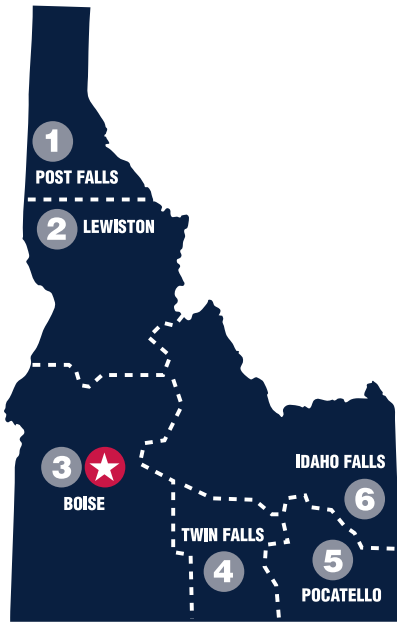 1
POST FALLS
2 LEWISTON
3
BOISE
IDAHO FALLS
6
TWIN FALLS
4
5
POCATELLO